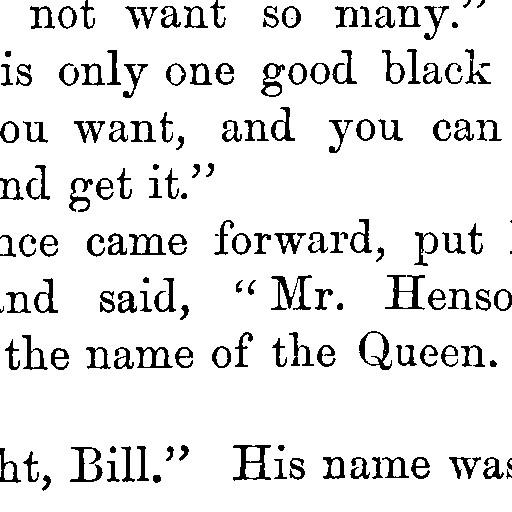 not want so many.”
is only one good black
ou want, and you can
nd get it.”
nce came forward, put
and said, “Mr. Henso
the name of the Queen.
ht, Bill.” His name was